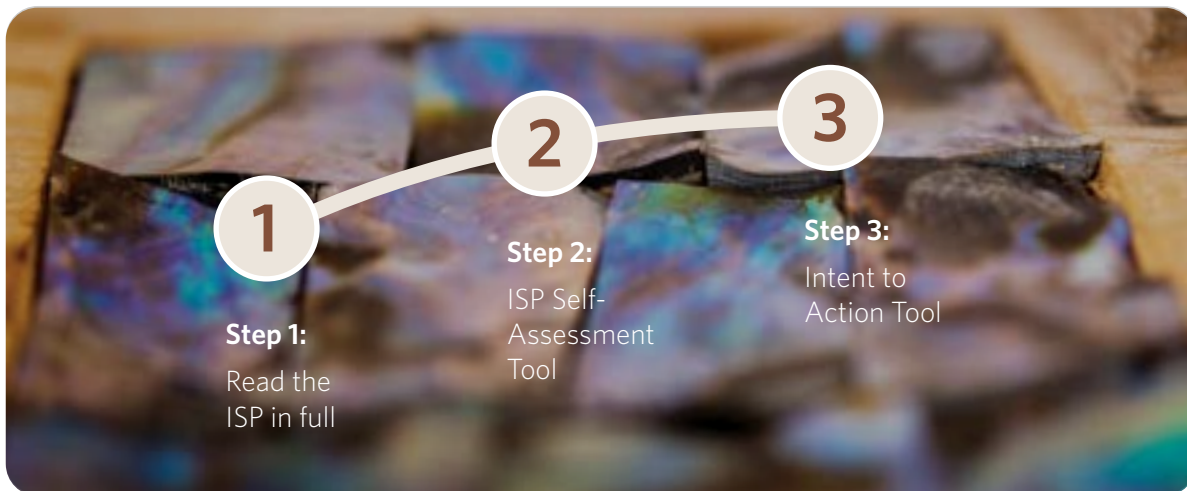 1
Step 1:
Read the
ISP in full
2
Step 2:
ISP Self-
Assessment
Tool
3
Step 3:
Intent to
Action Tool